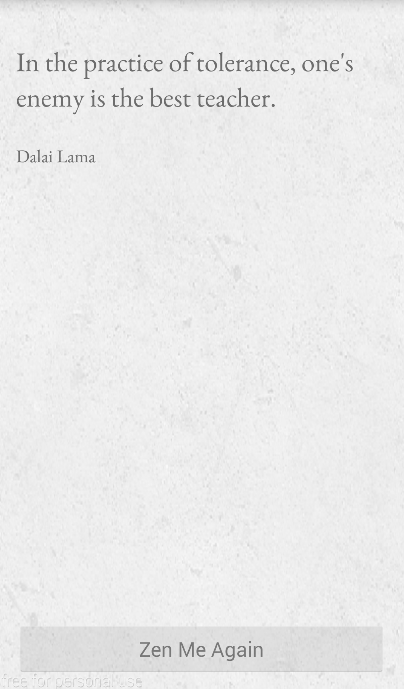 In the practice of tolerance, one's
enemy is the best teacher.
Dalai Lama
Zen Me Again
free for personal use